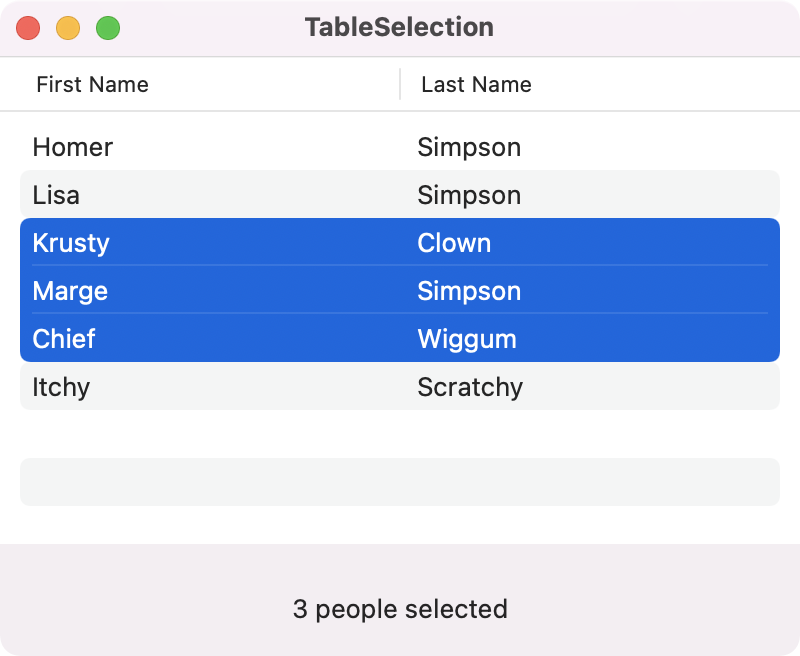 TableSelection
First Name Last Name
Homer Simpson
Lisa Simpson
Krusty Clown
Marge Simpson
Chief Wiggum
Itchy Scratchy
3 people selected